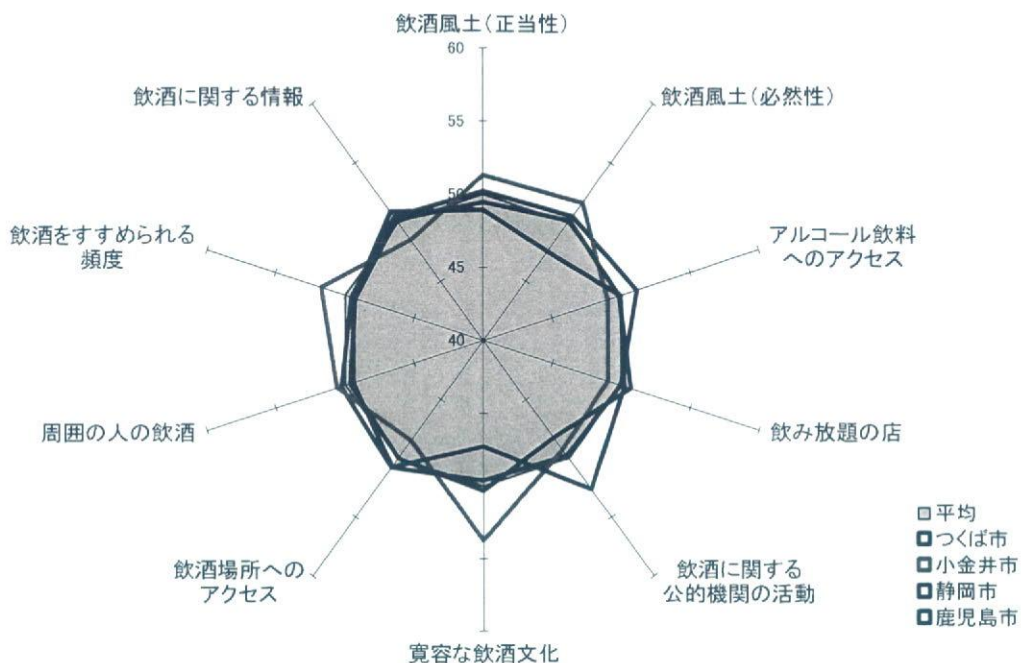 飲酒風土(正当性)
60
飲酒に関する情報
飲酒風土(必然性)
55
50
飲酒をすすめられる
頻度
アルコール飲料
へのアクセス
45
40
周囲の人の飲酒
飲み放題の店
飲酒場所への
アクセス
飲酒に関する
公的機関の活動
寛容な飲酒文化
平均
つくば市
小金井市
静岡市
鹿児島市